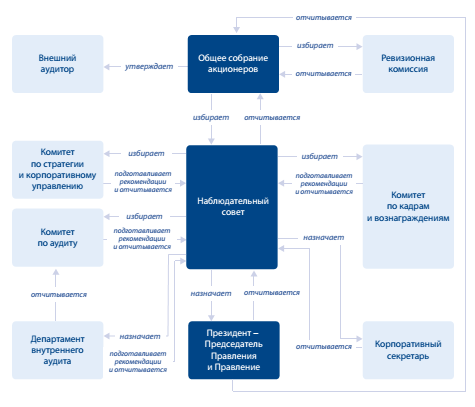 отчитывается
Внешний
аудитор
утверждает
Общее собрание
акционеров
избирает
отчитывается
Ревизионная
комиссия
избирает
отчитывается
Комитет
по стратегии
и корпоративному
управлению
избирает
подготавливает
рекомендации
и отчитывается
Наблюдательный
совет
избирает
подготавливает
рекомендации
и отчитывается
Комитет
по кадрам
и вознаграждениям
Комитет
по аудиту
избирает
подготавливает
рекомендации
и отчитывается
назначает
отчитывается
назначает
отчитывается
Департамент
внутреннего
аудита
назначает
подготавливает
рекомендации
и отчитывается
Президент –
Председатель
Правления
и Правление
отчитывается
Корпоративный
секретарь